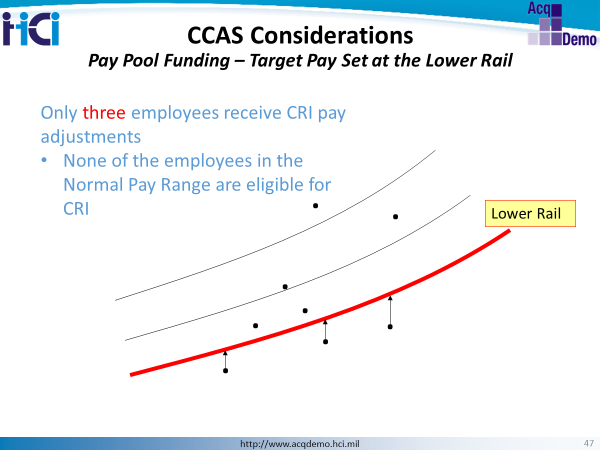 HCi
Acq
Demo
CCAS Considerations
Pay Pool Funding – Target Pay Set at the Lower Rail
Only three employees receive CRI pay
adjustments
• None of the employees in the
Normal Pay Range are eligible for
CRI
Lower Rail
http://www.acqdemo.hci.mil
47